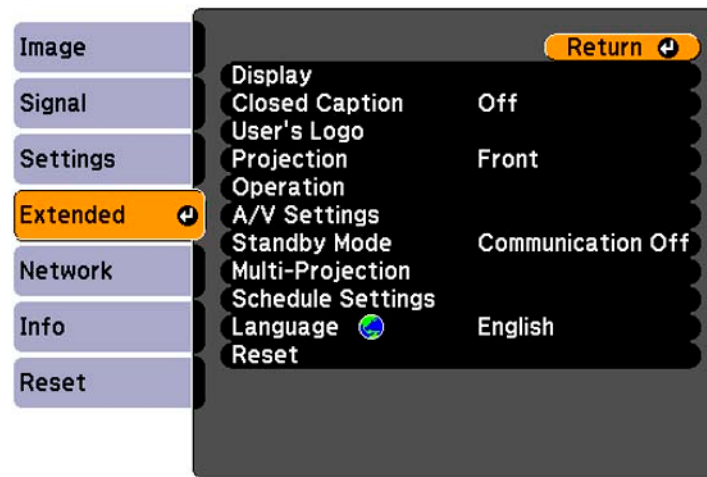 Image
Signal
Settings
Extended
Network
Info
Reset
Return
Display
Closed Caption Off
User's Logo
Projection Front
Operation
A/V Settings
Standby Mode Communication Off
Multi-Projection
Schedule Settings
Language English
Reset